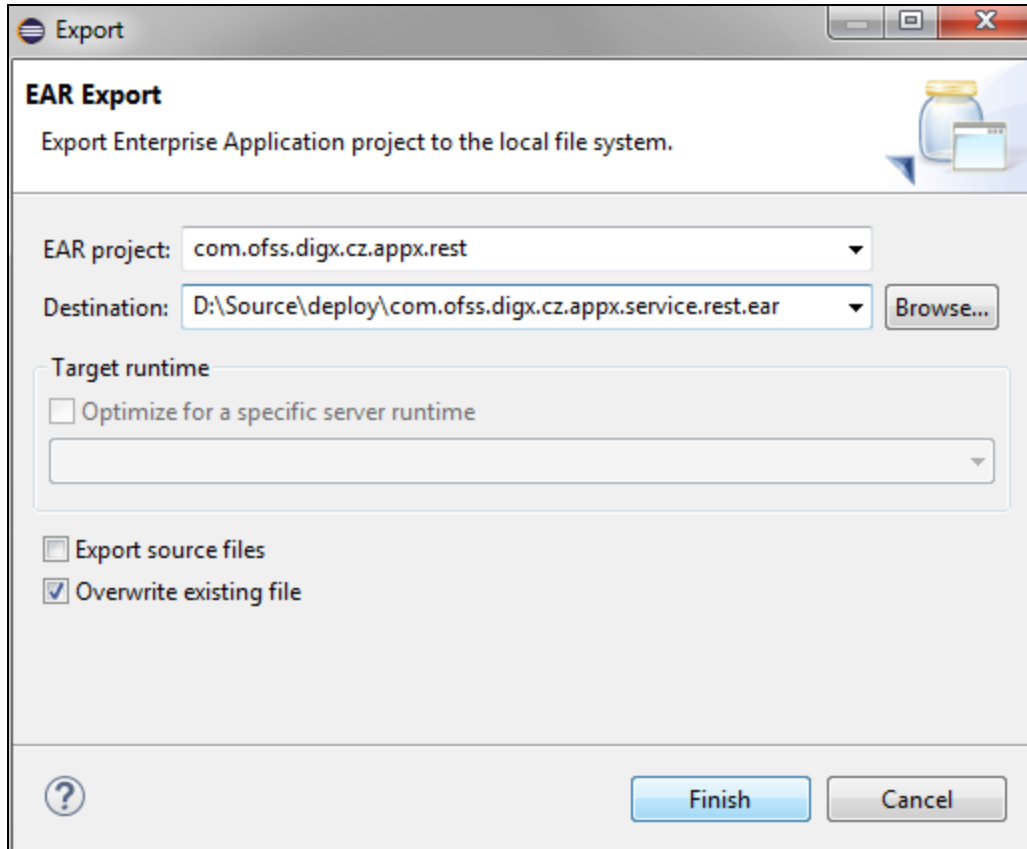 Export
EAR Export
Export Enterprise Application project to the local file system.
EAR project: com.ofss.digx.cz.appx.rest
Destination: D:\Source\deploy\com.ofss.digx.cz.appx.service.rest.ear Browse...
Target runtime
Optimize for a specific server runtime
Export source files
Overwrite existing file
? Finish Cancel